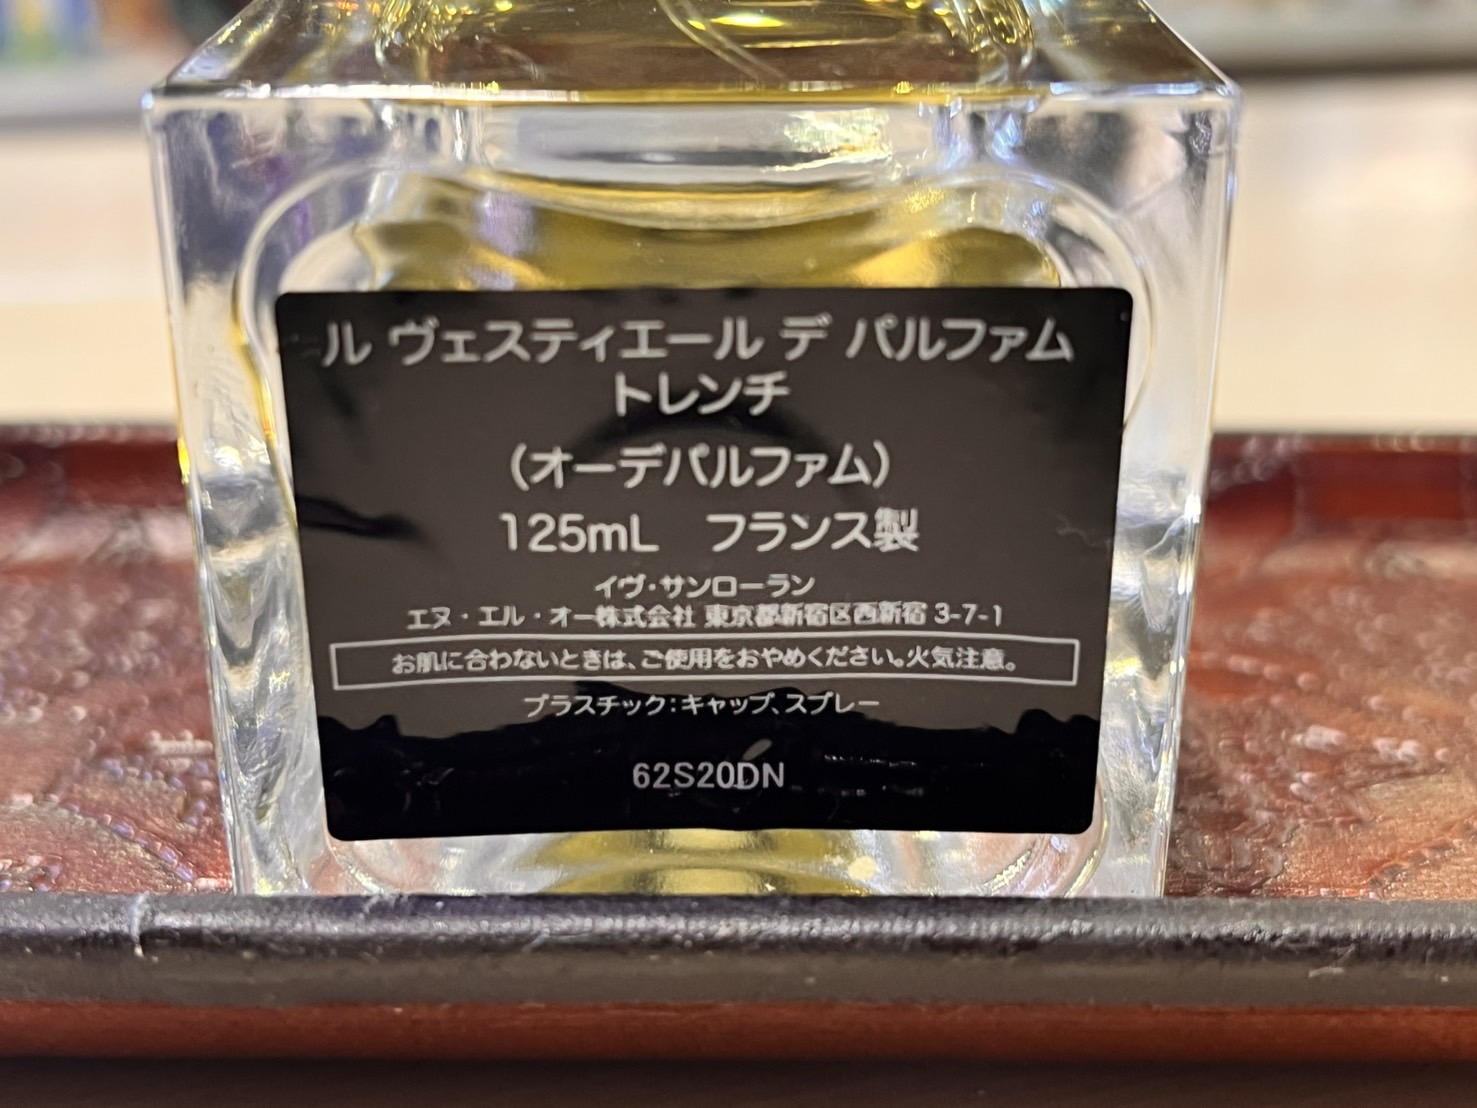 ル ヴェスティエール デ パルファム
トレンチ
(オーデパルファム)
125mL　フランス製
イヴ・サンローラン
エヌ・エル・オー株式会社 東京都新宿区西新宿 3-7-1
お肌に合わないときは、ご使用をおやめください。火気注意。
プラスチック:キャップ、スプレー
62S20DN